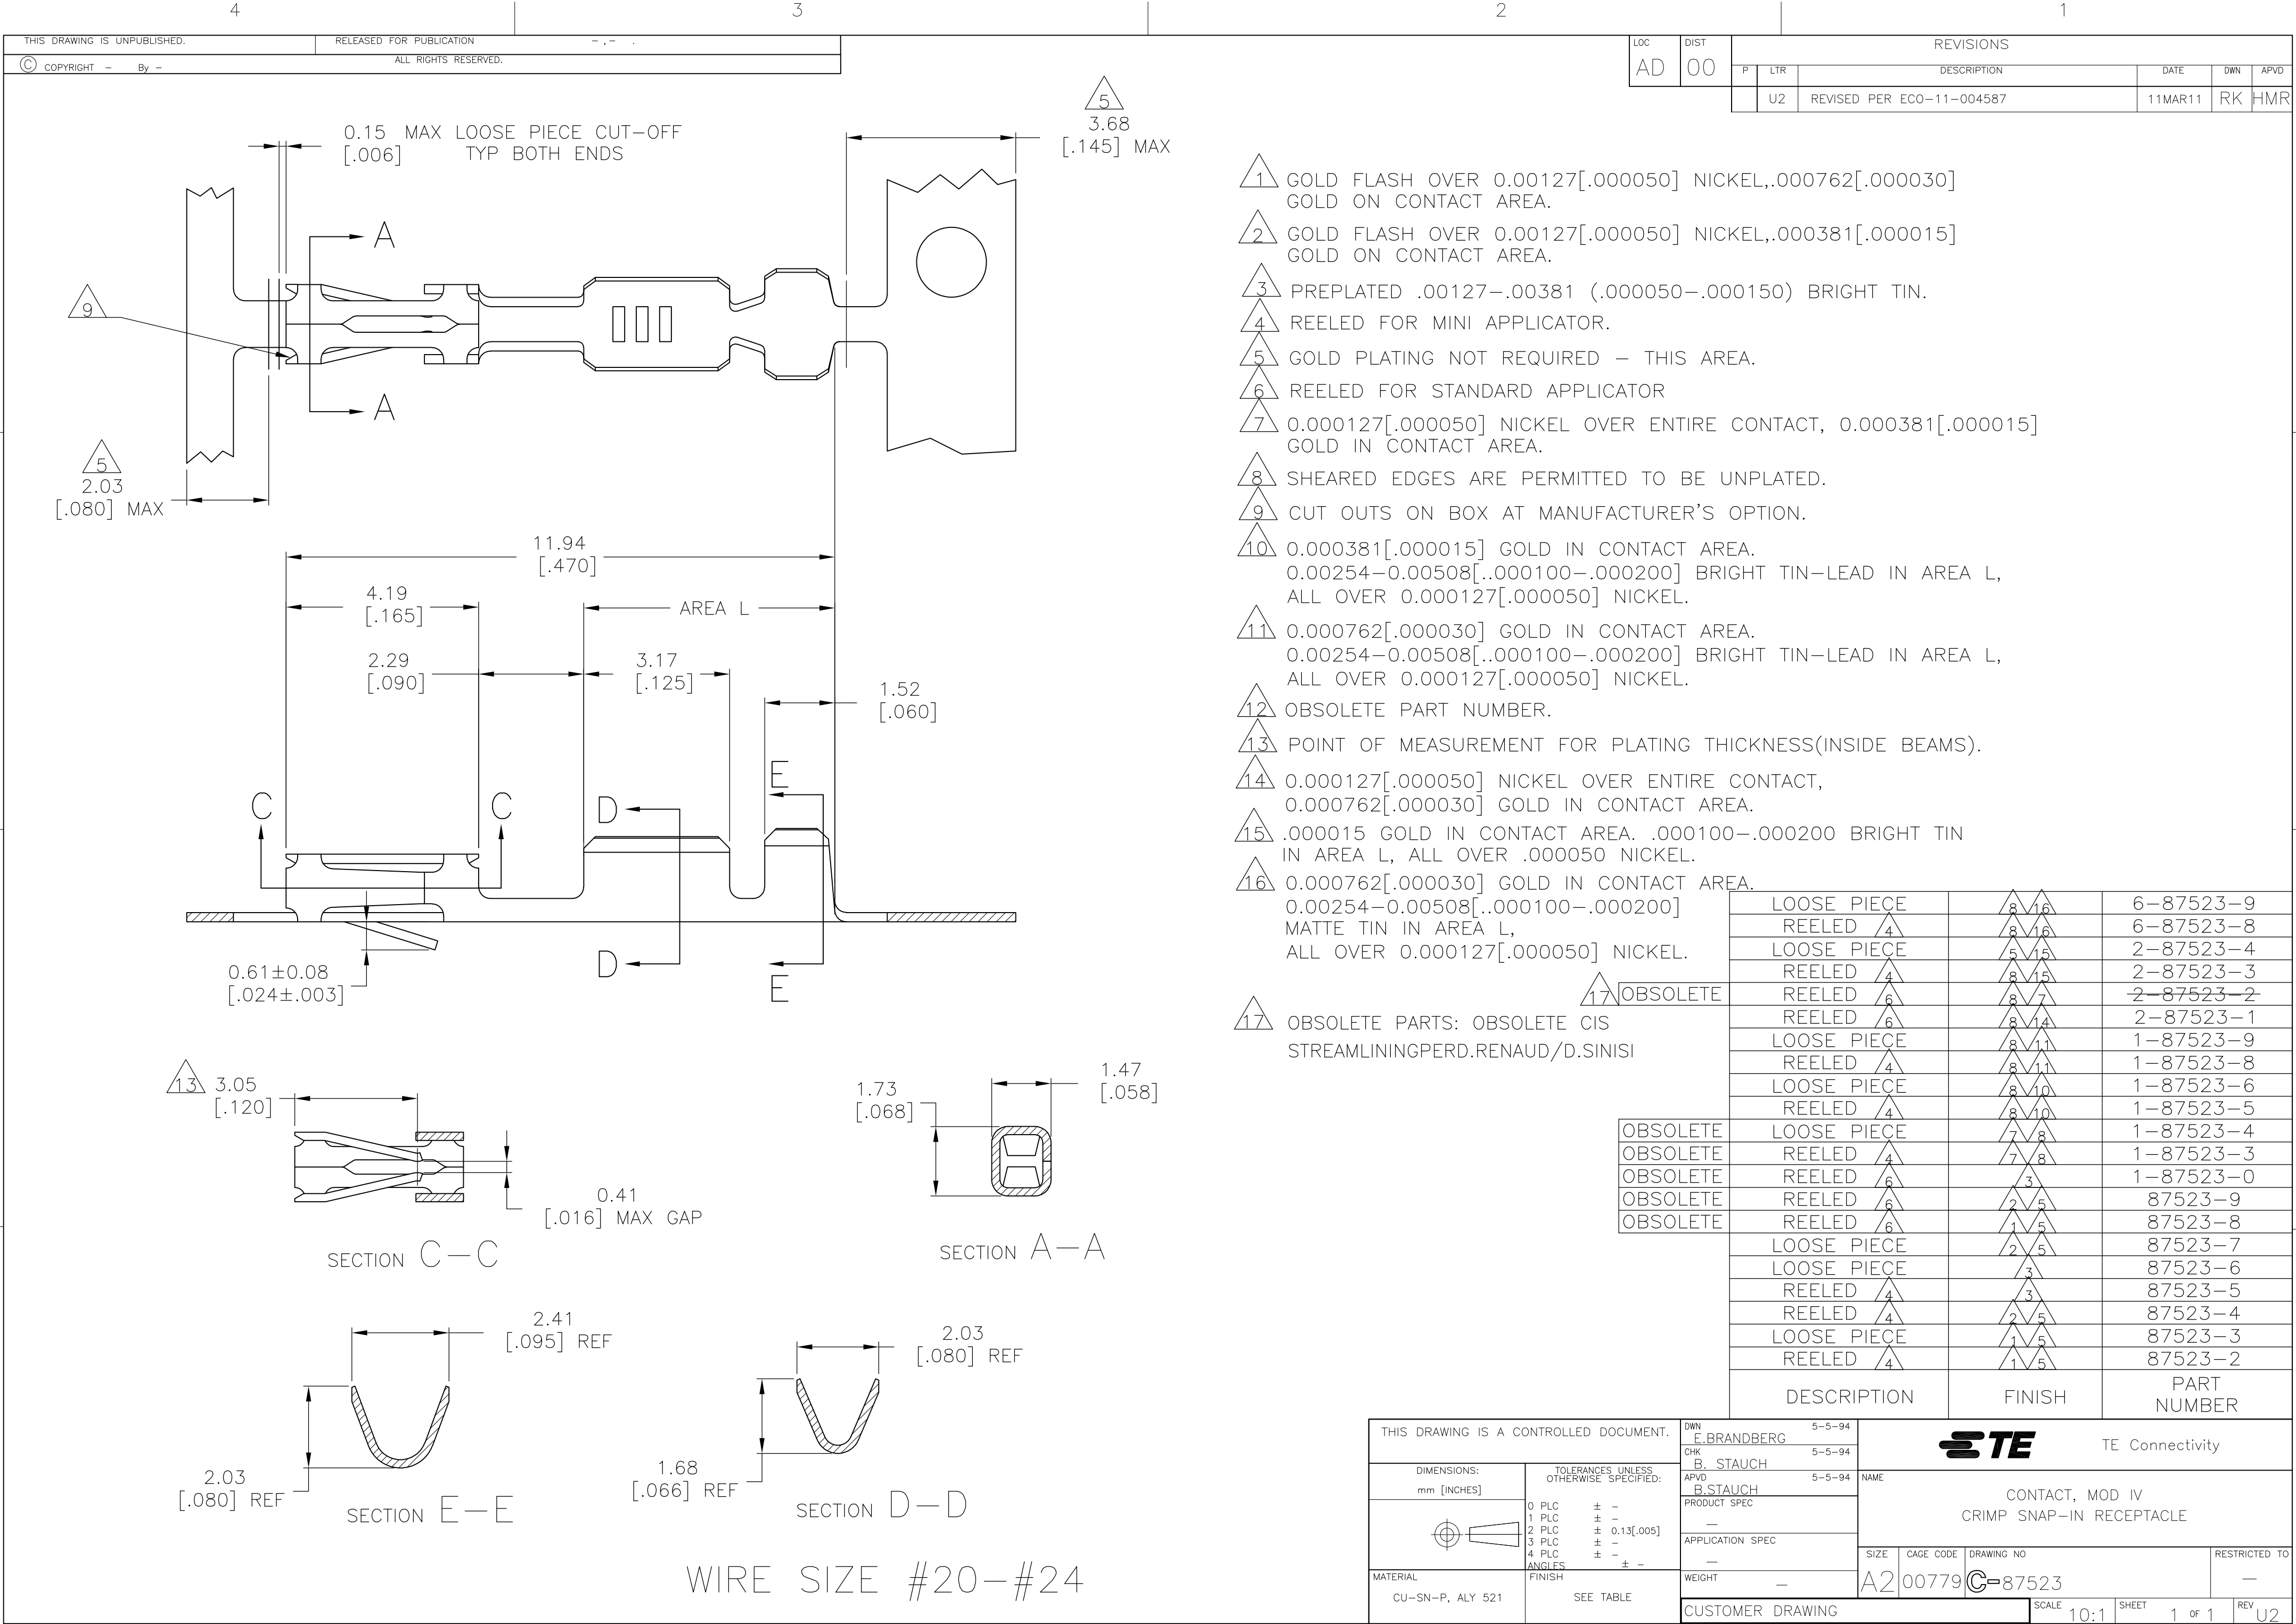 4 3 2 1
THIS DRAWING IS UNPUBLISHED. RELEASED FOR PUBLICATION - ,- .
© COPYRIGHT - By - ALL RIGHTS RESERVED.
LOC DIST REVISIONS
AD 00 P LTR DESCRIPTION DATE DWN APVD
U2 REVISED PER ECO-11-004587 11MAR11 RK HMR
0.15 MAX LOOSE PIECE CUT-OFF
[.006] TYP BOTH ENDS
5
3.68
[.145] MAX
A
9
A
5
2.03
[.080] MAX
11.94
[.470]
4.19
[.165]
AREA L
2.29
[.090]
3.17
[.125]
1.52
[.060]
C C D E
D E
0.61±0.08
[.024±.003]
13 3.05
[.120]
0.41
[.016] MAX GAP
SECTION C-C
1.73
[.068]
1.47
[.058]
SECTION A-A
2.41
[.095] REF
2.03
[.080] REF
SECTION E-E
2.03
[.080] REF
1.68
[.066] REF
SECTION D-D
WIRE SIZE #20-#24
1 GOLD FLASH OVER 0.00127[.000050] NICKEL,.000762[.000030]
GOLD ON CONTACT AREA.
2 GOLD FLASH OVER 0.00127[.000050] NICKEL,.000381[.000015]
GOLD ON CONTACT AREA.
3 PREPLATED .00127-.00381 (.000050-.000150) BRIGHT TIN.
4 REELED FOR MINI APPLICATOR.
5 GOLD PLATING NOT REQUIRED - THIS AREA.
6 REELED FOR STANDARD APPLICATOR
7 0.000127[.000050] NICKEL OVER ENTIRE CONTACT, 0.000381[.000015]
GOLD IN CONTACT AREA.
8 SHEARED EDGES ARE PERMITTED TO BE UNPLATED.
9 CUT OUTS ON BOX AT MANUFACTURER'S OPTION.
10 0.000381[.000015] GOLD IN CONTACT AREA.
0.00254-0.00508[..000100-.000200] BRIGHT TIN-LEAD IN AREA L,
ALL OVER 0.000127[.000050] NICKEL.
11 0.000762[.000030] GOLD IN CONTACT AREA.
0.00254-0.00508[..000100-.000200] BRIGHT TIN-LEAD IN AREA L,
ALL OVER 0.000127[.000050] NICKEL.
12 OBSOLETE PART NUMBER.
13 POINT OF MEASUREMENT FOR PLATING THICKNESS(INSIDE BEAMS).
14 0.000127[.000050] NICKEL OVER ENTIRE CONTACT,
0.000762[.000030] GOLD IN CONTACT AREA.
15 .000015 GOLD IN CONTACT AREA. .000100-.000200 BRIGHT TIN
IN AREA L, ALL OVER .000050 NICKEL.
16 0.000762[.000030] GOLD IN CONTACT AREA.
0.00254-0.00508[..000100-.000200]
MATTE TIN IN AREA L,
ALL OVER 0.000127[.000050] NICKEL.
17 OBSOLETE PARTS: OBSOLETE CIS
STREAMLININGPERD.RENAUD/D.SINISI
LOOSE PIECE 8 16 6-87523-9
REELED 4 8 16 6-87523-8
LOOSE PIECE 5 15 2-87523-4
REELED 4 8 15 2-87523-3
17 OBSOLETE REELED 6 8 7 2-87523-2
REELED 6 8 14 2-87523-1
LOOSE PIECE 8 11 1-87523-9
REELED 4 8 11 1-87523-8
LOOSE PIECE 8 10 1-87523-6
REELED 4 8 10 1-87523-5
OBSOLETE LOOSE PIECE 7 8 1-87523-4
OBSOLETE REELED 4 7 8 1-87523-3
OBSOLETE REELED 6 3 1-87523-0
OBSOLETE REELED 6 2 5 87523-9
OBSOLETE REELED 6 1 5 87523-8
LOOSE PIECE 2 5 87523-7
LOOSE PIECE 3 87523-6
REELED 4 3 87523-5
REELED 4 2 5 87523-4
LOOSE PIECE 1 5 87523-3
REELED 4 1 5 87523-2
DESCRIPTION FINISH PART NUMBER
THIS DRAWING IS A CONTROLLED DOCUMENT.
DWN 5-5-94
E.BRANDBERG
CHK 5-5-94
B. STAUCH
APVD 5-5-94
B.STAUCH
PRODUCT SPEC
-
APPLICATION SPEC
-
WEIGHT -
DIMENSIONS:
mm [INCHES]
TOLERANCES UNLESS
OTHERWISE SPECIFIED:
0 PLC ± -
1 PLC ± -
2 PLC ± 0.13[.005]
3 PLC ± -
4 PLC ± -
ANGLES ± -
MATERIAL
CU-SN-P, ALY 521
FINISH
SEE TABLE
TE TE Connectivity
NAME
CONTACT, MOD IV
CRIMP SNAP-IN RECEPTACLE
SIZE CAGE CODE DRAWING NO RESTRICTED TO
A2 00779 C-87523 -
CUSTOMER DRAWING SCALE 10:1 SHEET 1 OF 1 REV U2